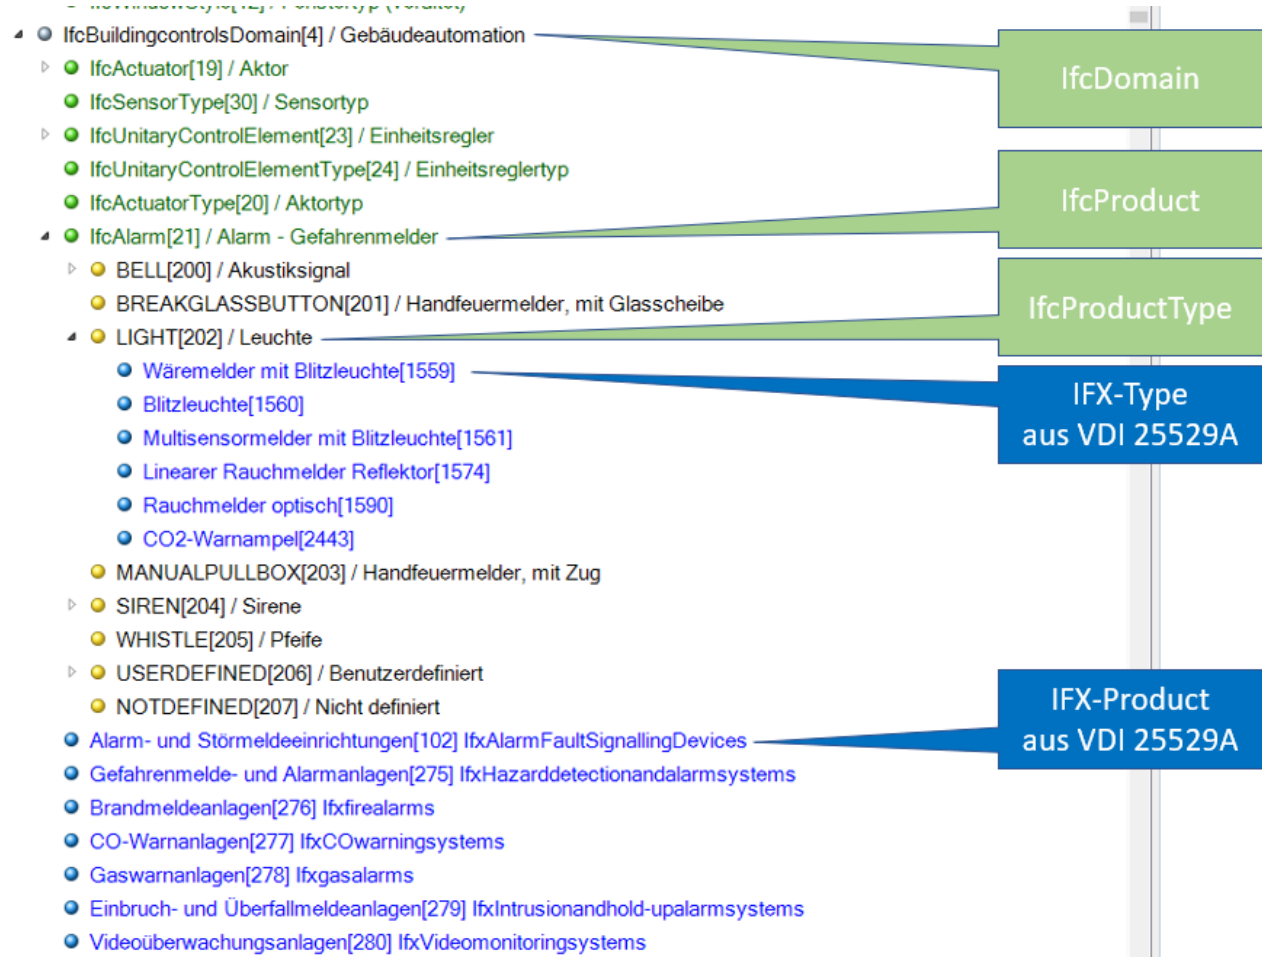 IfcWindowStyle[12] / Fenstertyp (veraltet)
IfcBuildingcontrolsDomain[4] / Gebäudeautomation
IfcDomain
IfcActuator[19] / Aktor
IfcSensorType[30] / Sensortyp
IfcUnitaryControlElement[23] / Einheitsregler
IfcUnitaryControlElementType[24] / Einheitsreglertyp
IfcProduct
IfcActuatorType[20] / Aktortyp
IfcAlarm[21] / Alarm - Gefahrenmelder
BELL[200] / Akustiksignal
BREAKGLASSBUTTON[201] / Handfeuermelder, mit Glasscheibe
IfcProductType
LIGHT[202] / Leuchte
Wäremelder mit Blitzleuchte[1559]
IFX-Type
aus VDI 25529A
Blitzleuchte[1560]
Multisensormelder mit Blitzleuchte[1561]
Linearer Rauchmelder Reflektor[1574]
Rauchmelder optisch[1590]
CO2-Warnampel[2443]
MANUALPULLBOX[203] / Handfeuermelder, mit Zug
SIREN[204] / Sirene
WHISTLE[205] / Pfeife
USERDEFINED[206] / Benutzerdefiniert
NOTDEFINED[207] / Nicht definiert
IFX-Product
aus VDI 25529A
Alarm- und Störmeldeeinrichtungen[102] IfxAlarmFaultSignallingDevices
Gefahrenmelde- und Alarmanlagen[275] IfxHazarddetectionandalarmsystems
Brandmeldeanlagen[276] Ifxfirealarms
CO-Warnanlagen[277] IfxCOwarningsystems
Gaswarnanlagen[278] Ifxgasalarms
Einbruch- und Überfallmeldeanlagen[279] IfxIntrusionandhold-upalarmsystems
Videoüberwachungsanlagen[280] IfxVideomonitoringsystems